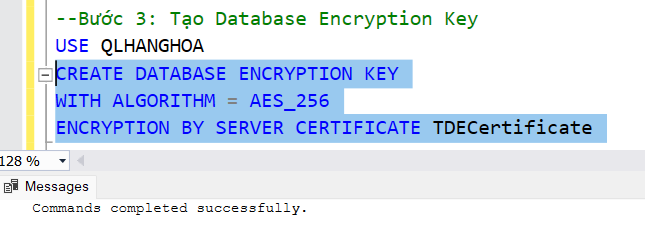 --Bước 3: Tạo Database Encryption Key
USE QLHANGHOA
CREATE DATABASE ENCRYPTION KEY
WITH ALGORITHM = AES_256
ENCRYPTION BY SERVER CERTIFICATE TDECertificate
128 %
Messages
Commands completed successfully.